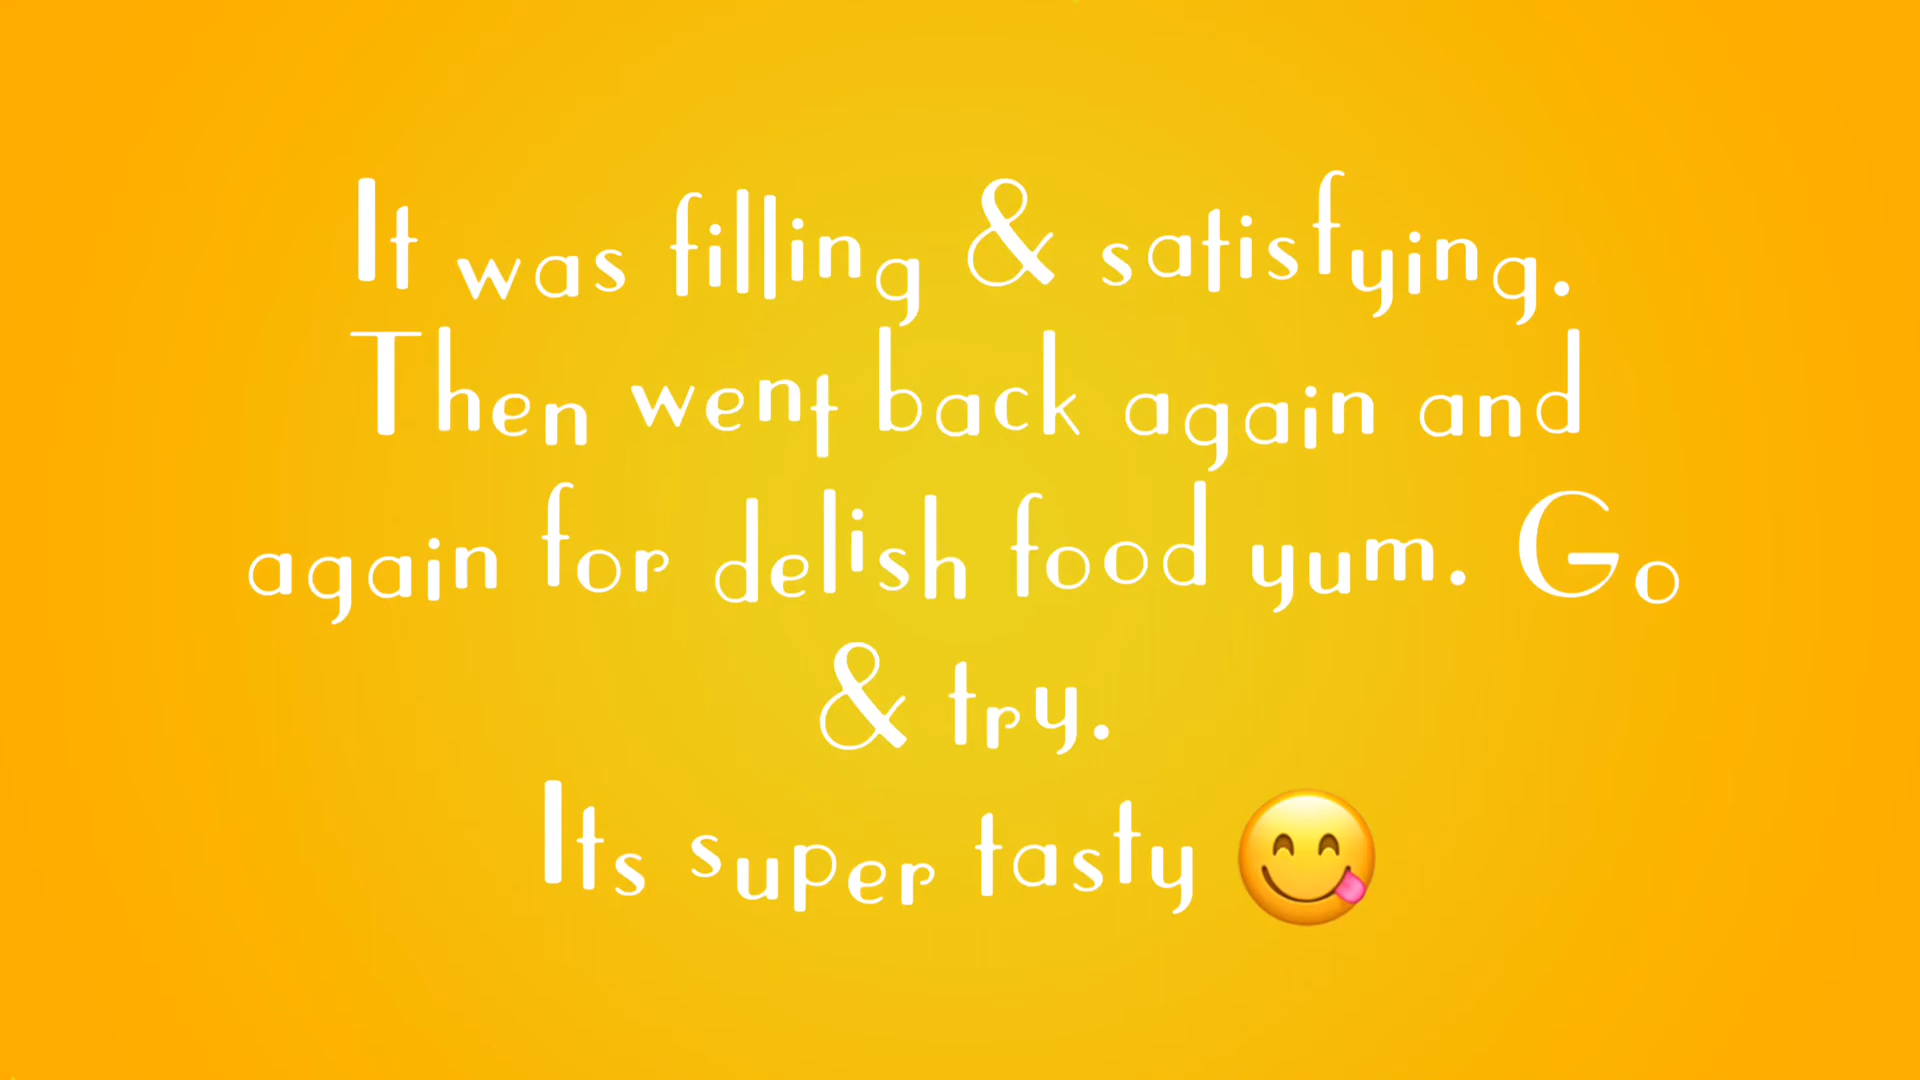 It was filling & satisfying.
Then went back again and
again for delish food yum. Go
& try.
Its super tasty 😋